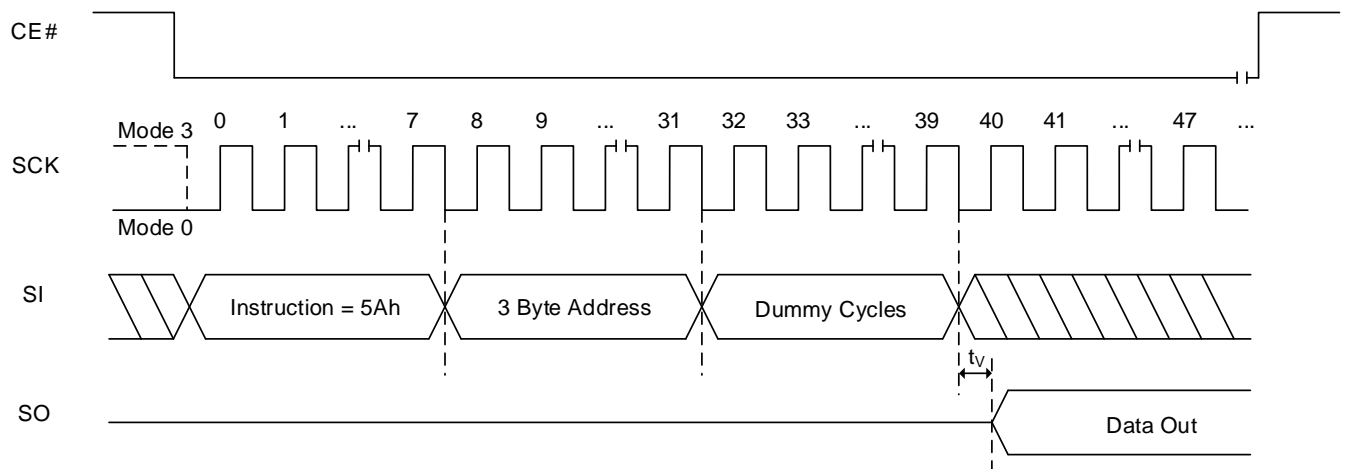 CE#
Mode 3 0 1 ... 7 8 9 ... 31 32 33 ... 39 40 41 ... 47 ...
SCK
Mode 0
SI Instruction = 5Ah 3 Byte Address Dummy Cycles
tV
SO Data Out